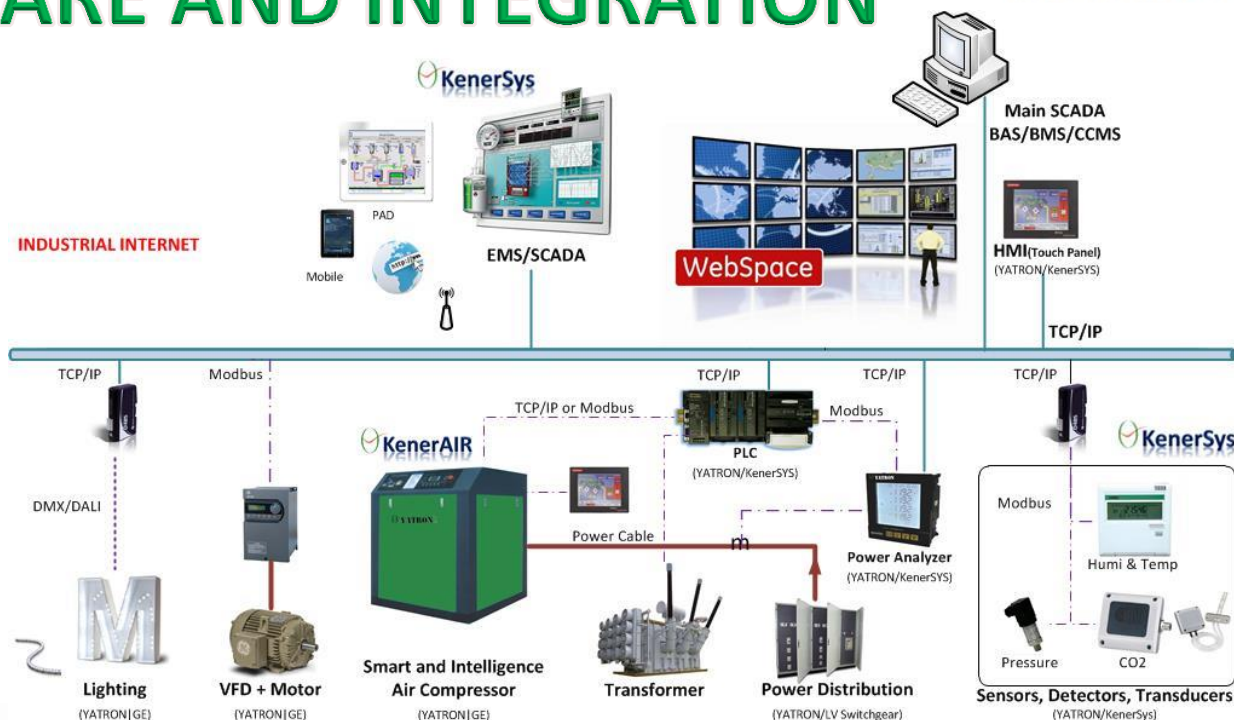 ARE AND INTEGRATION
KenerSys
Main SCADA
BAS/BMS/CCMS
PAD
INDUSTRIAL INTERNET
Mobile
http://
EMS/SCADA
WebSpace
HMI(Touch Panel)
(YATRON/KenerSYS)
TCP/IP
TCP/IP
Modbus
TCP/IP
TCP/IP
TCP/IP
TCP/IP or Modbus
Modbus
KenerAIR
KenerSys
PLC
(YATRON/KenerSYS)
DMX/DALI
YATRON
YATRON
Modbus
Power Cable
m
Power Analyzer
(YATRON/KenerSYS)
Humi & Temp
M
Pressure
CO2
Smart and Intelligence
Air Compressor
(YATRON|GE)
Lighting
(YATRON|GE)
VFD + Motor
(YATRON|GE)
Transformer
Power Distribution
(YATRON/LV Switchgear)
Sensors, Detectors, Transducers
(YATRON/KenerSys)